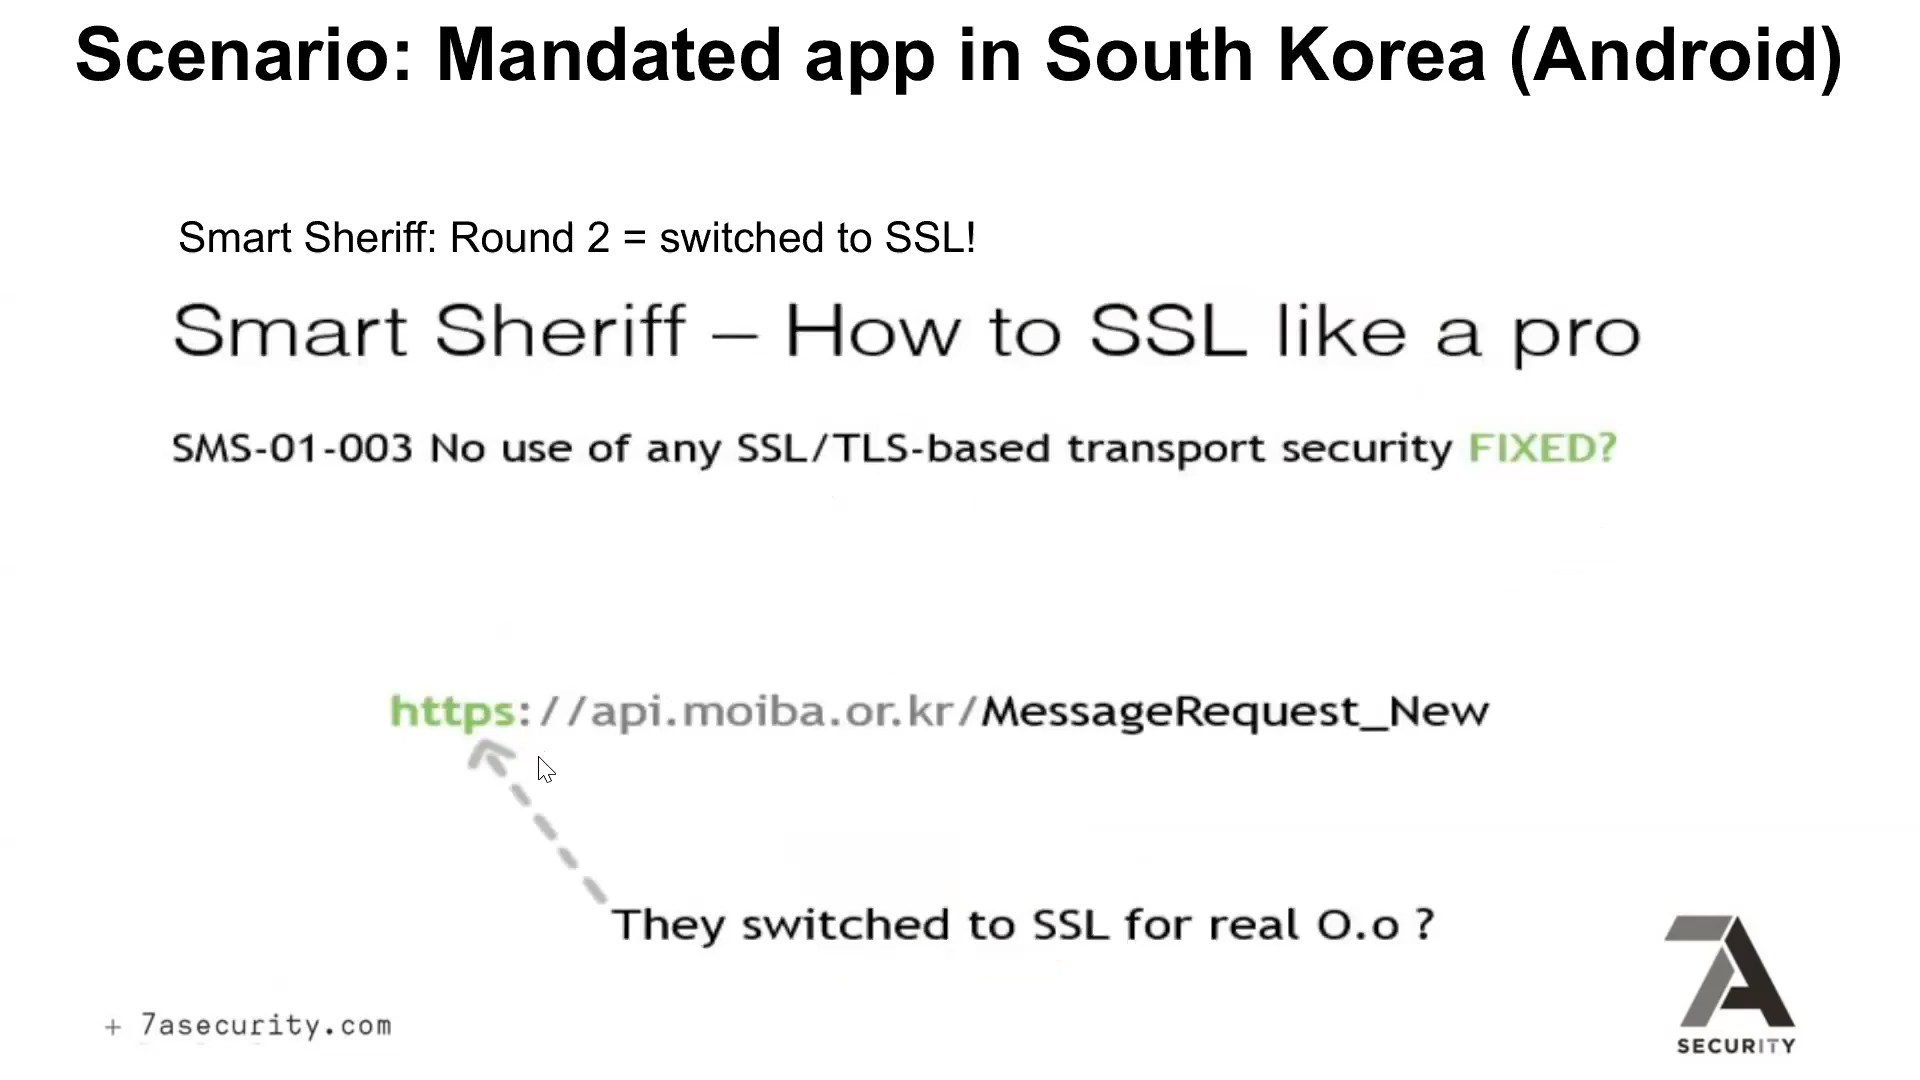 Scenario: Mandated app in South Korea (Android)
Smart Sheriff: Round 2 = switched to SSL!
Smart Sheriff – How to SSL like a pro
SMS-01-003 No use of any SSL/TLS-based transport security FIXED?
https://api.moiba.or.kr/MessageRequest_New
They switched to SSL for real O.o ?
+ 7asecurity.com
7A
SECURITY